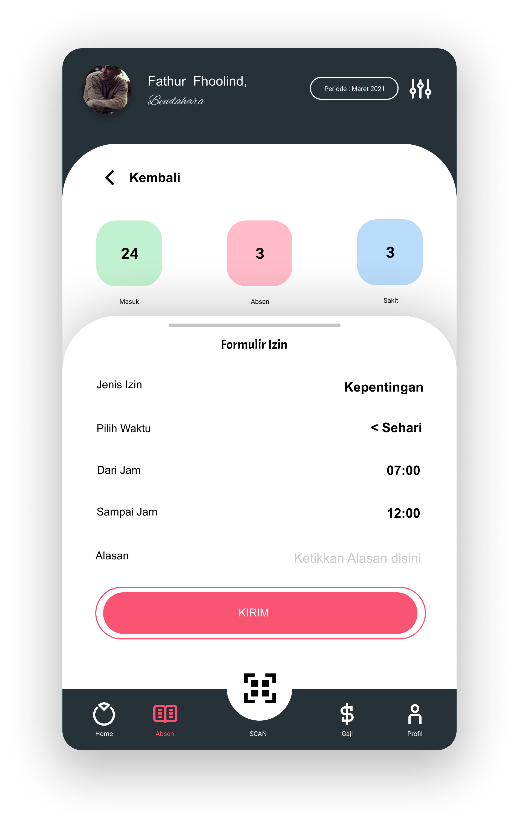 Fathur Fhoolind,
Bendahara
Periode : Maret 2021
Kembali
24
3
3
Masuk
Absen
Sakit
Formulir Izin
Jenis Izin
Kepentingan
Pilih Waktu
< Sehari
Dari Jam
07:00
Sampai Jam
12:00
Alasan
Ketikkan Alasan disini
KIRIM
Home
Absen
SCAN
Gaji
Profil